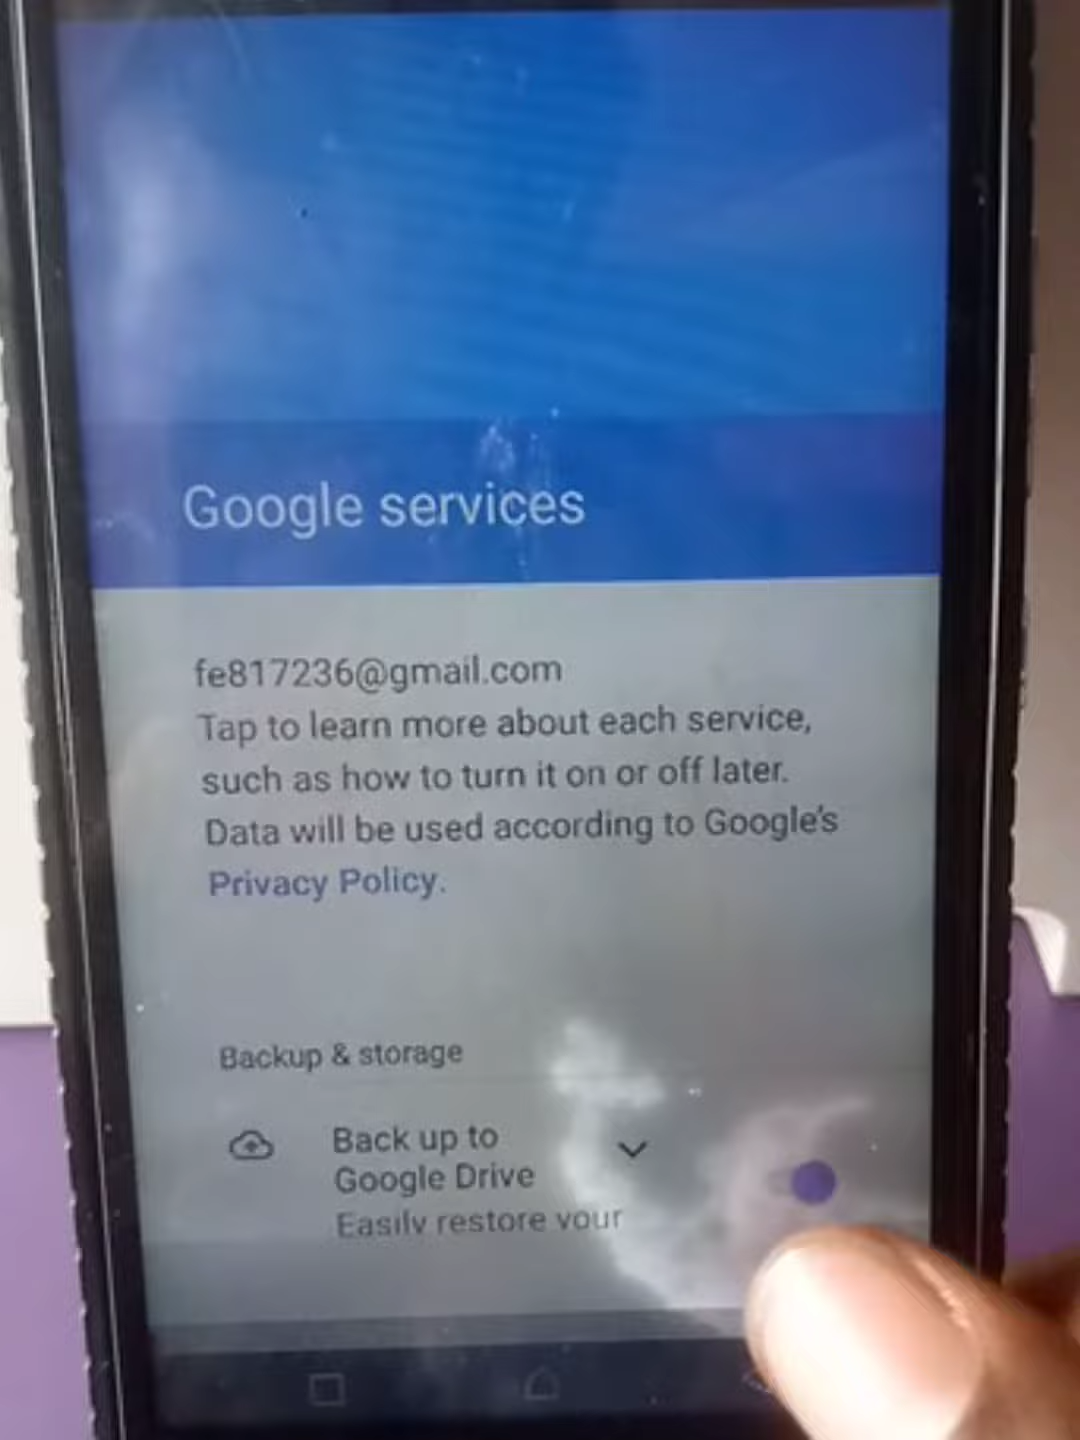 Google services
fe817236@gmail.com
Tap to learn more about each service,
such as how to turn it on or off later.
Data will be used according to Google's
Privacy Policy.
Backup & storage
Back up to
Google Drive
Easily restore your